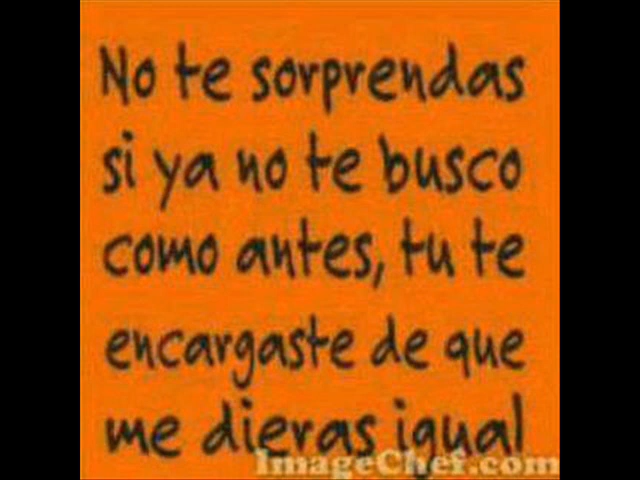 No te sorprendas
si ya no te busco
como antes, tu te
encargaste de que
me dieras igual
ImageChef.com